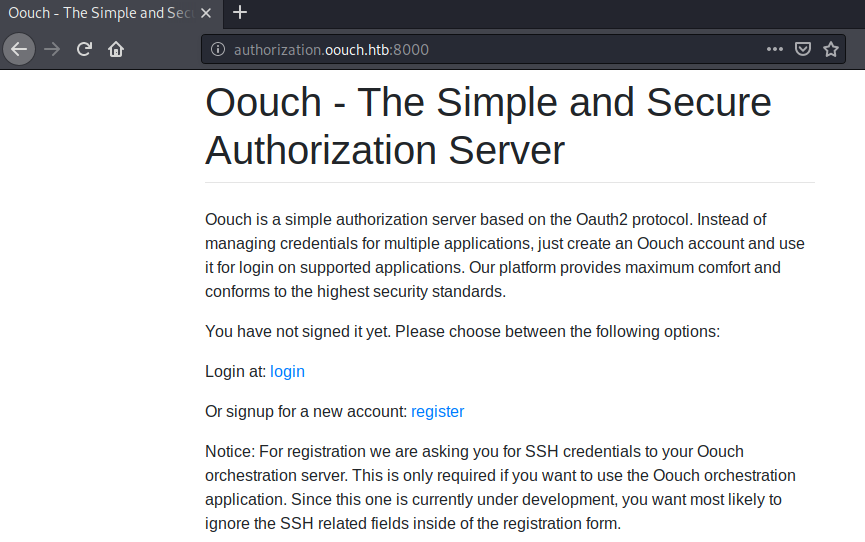 Oouch - The Simple and Sec
authorization.oouch.htb:8000
Oouch - The Simple and Secure
Authorization Server
Oouch is a simple authorization server based on the Oauth2 protocol. Instead of
managing credentials for multiple applications, just create an Oouch account and use
it for login on supported applications. Our platform provides maximum comfort and
conforms to the highest security standards.
You have not signed it yet. Please choose between the following options:
Login at: login
Or signup for a new account: register
Notice: For registration we are asking you for SSH credentials to your Oouch
orchestration server. This is only required if you want to use the Oouch orchestration
application. Since this one is currently under development, you want most likely to
ignore the SSH related fields inside of the registration form.